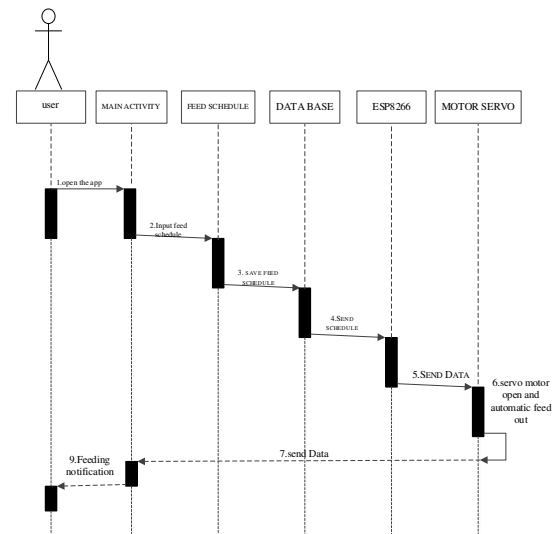 user
MAIN ACTIVITY
FEED SCHEDULE
DATA BASE
ESP8266
MOTOR SERVO
1.open the app
2.Input feed
schedule
3. SAVE FEED
SCHEDULE
4.SEND
SCHEDULE
5.SEND DATA
6.servo motor
open and
automatic feed
out
7.send Data
9.Feeding
notification